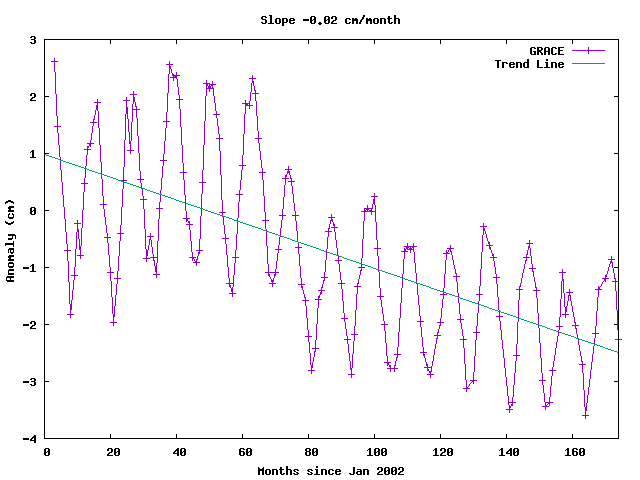 Slope -0.02 cm/month
GRACE
Trend Line
3
2
1
0
-1
-2
-3
-4
Anomaly (cm)
0 20 40 60 80 100 120 140 160
Months since Jan 2002